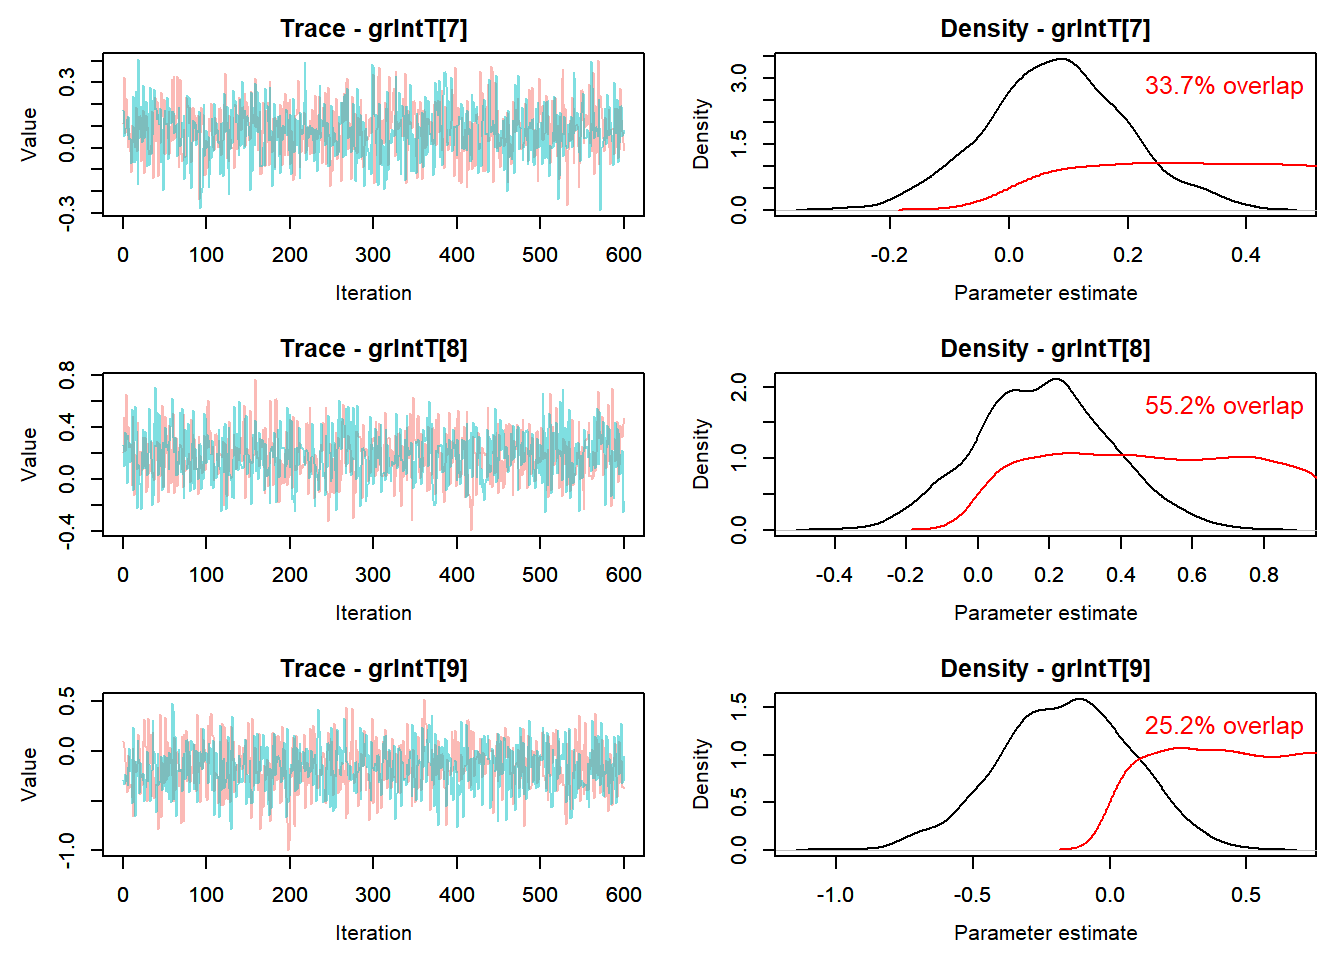 Trace - grIntT[7]
Value
0.3
0.0
-0.3
0 100 200 300 400 500 600
Iteration
Density - grIntT[7]
Density
3.0
1.5
0.0
33.7% overlap
-0.2 0.0 0.2 0.4
Parameter estimate
Trace - grIntT[8]
Value
0.8
0.4
0.0
-0.4
0 100 200 300 400 500 600
Iteration
Density - grIntT[8]
Density
2.0
1.0
0.0
55.2% overlap
-0.4 -0.2 0.0 0.2 0.4 0.6 0.8
Parameter estimate
Trace - grIntT[9]
Value
0.5
0.0
-1.0
0 100 200 300 400 500 600
Iteration
Density - grIntT[9]
Density
1.5
1.0
0.5
0.0
25.2% overlap
-1.0 -0.5 0.0 0.5
Parameter estimate